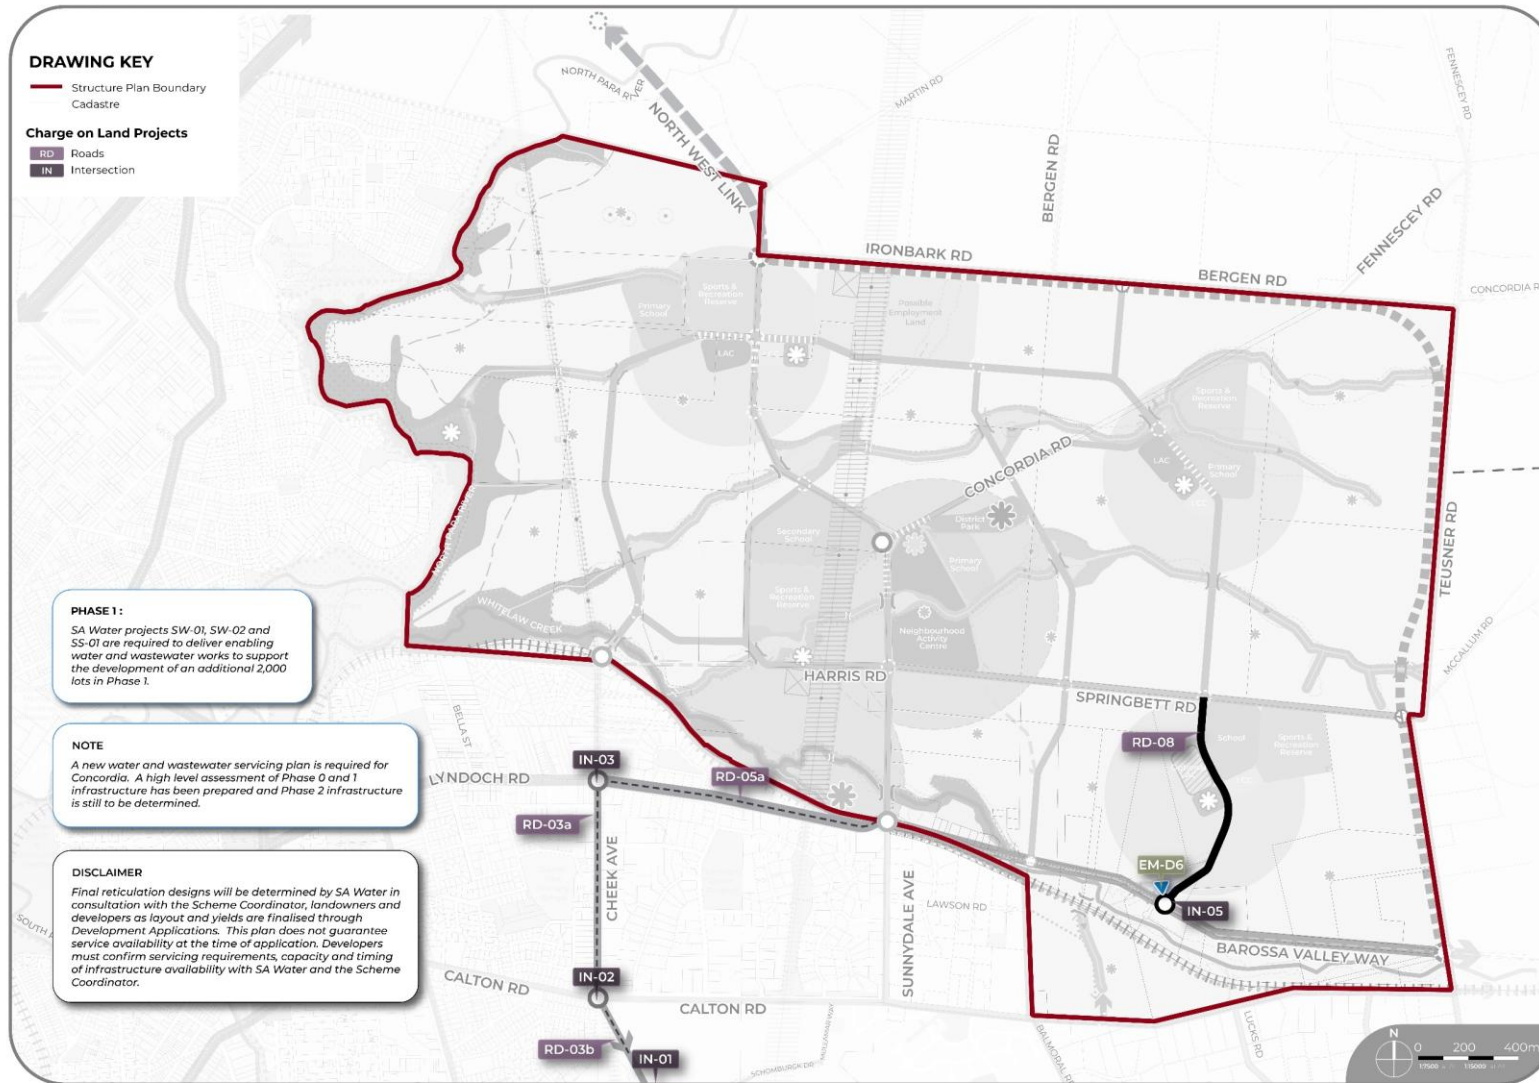 DRAWING KEY
Structure Plan Boundary
Cadastre
Charge on Land Projects
RD Roads
IN Intersection
NORTH PARA RIVER
NORTH WEST LINK
MARTIN RD
BERGEN RD
FENNESCEY RD
FENNESCEY RD
IRONBARK RD
BERGEN RD
CONCORDIA R
Primary School
Sports & Recreation Reserve
Possible Employment Land
LAC
Sports & Recreation Reserve
LAC
Primary School
CONCORDIA RD
District Park
Secondary School
Primary School
Sports & Recreation Reserve
Neighbourhood Activity Centre
NORTH PARA RIVER
WHITELAW CREEK
TEUSNER RD
MCCALLUM RD
HARRIS RD
SPRINGBETT RD
RD-08
School
Sports & Recreation Reserve
PHASE 1 :
SA Water projects SW-01, SW-02 and
SS-01 are required to deliver enabling
water and wastewater works to support
the development of an additional 2,000
lots in Phase 1.
NOTE
A new water and wastewater servicing plan is required for
Concordia. A high level assessment of Phase 0 and 1
infrastructure has been prepared and Phase 2 infrastructure
is still to be determined.
DISCLAIMER
Final reticulation designs will be determined by SA Water in
consultation with the Scheme Coordinator, landowners and
developers as layout and yields are finalised through
Development Applications. This plan does not guarantee
service availability at the time of application. Developers
must confirm servicing requirements, capacity and timing
of infrastructure availability with SA Water and the Scheme
Coordinator.
BELLA ST
LYNDOCH RD
IN-03
RD-05a
RD-03a
CHEEK AVE
EM-D6
IN-05
LAWSON RD
SUNNYDALE AVE
BAROSSA VALLEY WAY
SOUTH
CALTON RD
IN-02
CALTON RD
RD-03b
IN-01
SCHOMBURGK DR
BALMORAL RD
LUCKS RD
N
0 200 400m